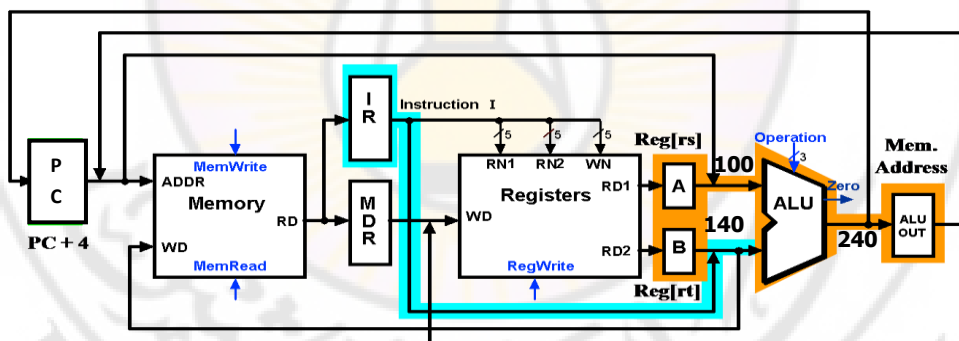 P
C
PC + 4
MemWrite
ADDR
Memory
RD
WD
MemRead
I
R
Instruction I
M
D
R
5
5
5
RN1
RN2
WN
Registers
RD1
WD
RD2
RegWrite
Reg[rs]
A
100
B
140
Reg[rt]
Operation
3
Zero
ALU
240
Mem.
Address
ALU
OUT